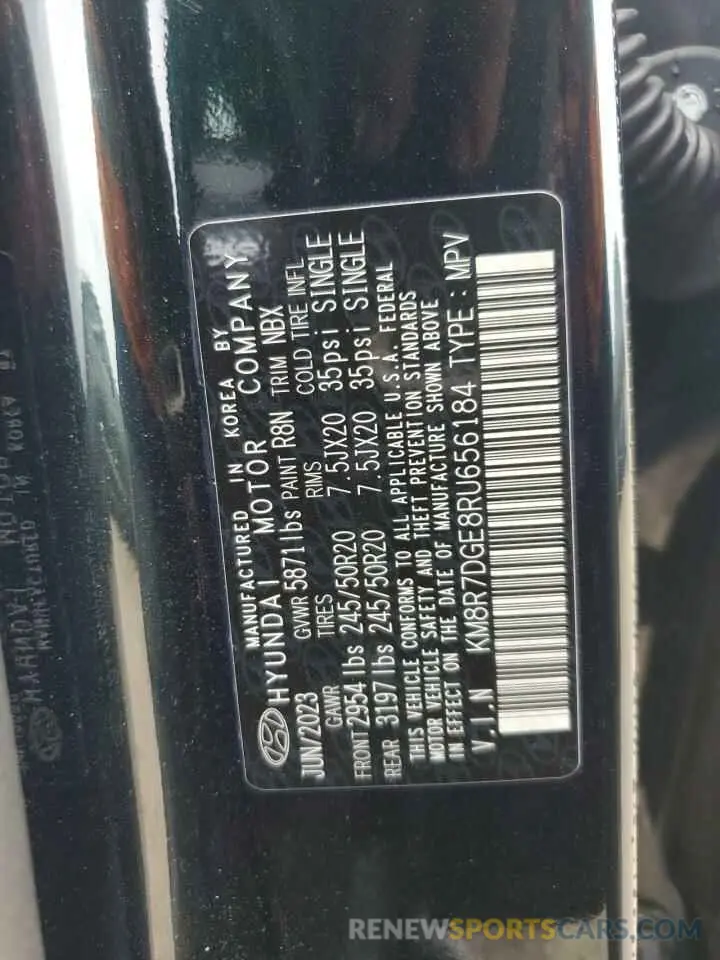 MANUFACTURED IN KOREA BY
HYUNDAI MOTOR COMPANY
JUN/2023 GVWR 5871lbs PAINT R8N TRIM NBX
GAWR TIRES RIMS COLD TIRE INFL
FRONT 2954lbs 245/50R20 7.5JX20 35psi SINGLE
REAR 3197lbs 245/50R20 7.5JX20 35psi SINGLE
THIS VEHICLE CONFORMS TO ALL APPLICABLE U.S.A. FEDERAL
MOTOR VEHICLE SAFETY AND THEFT PREVENTION STANDARDS
IN EFFECT ON THE DATE OF MANUFACTURE SHOWN ABOVE
V.I.N KM8R7DGE8RU656184 TYPE : MPV
RENEWSPORTSCARS.COM